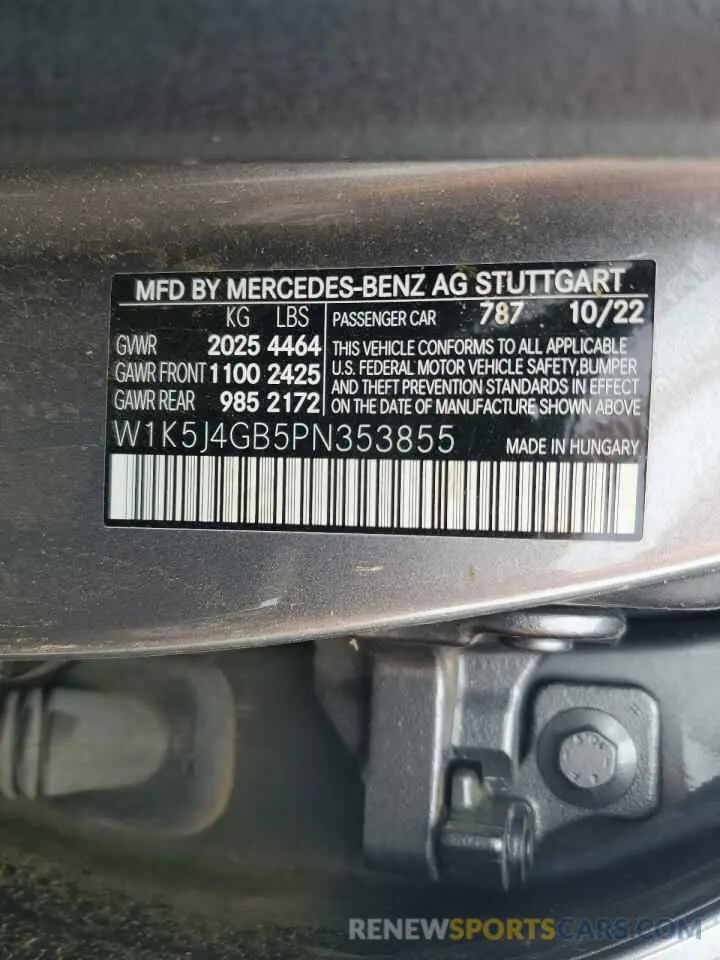 MFD BY MERCEDES-BENZ AG STUTTGART
KG LBS PASSENGER CAR 787 10/22
GVWR 2025 4464 THIS VEHICLE CONFORMS TO ALL APPLICABLE
GAWR FRONT 1100 2425 U.S. FEDERAL MOTOR VEHICLE SAFETY, BUMPER
GAWR REAR 985 2172 AND THEFT PREVENTION STANDARDS IN EFFECT
ON THE DATE OF MANUFACTURE SHOWN ABOVE
W1K5J4GB5PN353855 MADE IN HUNGARY
RENEWSPORTSCARS.COM